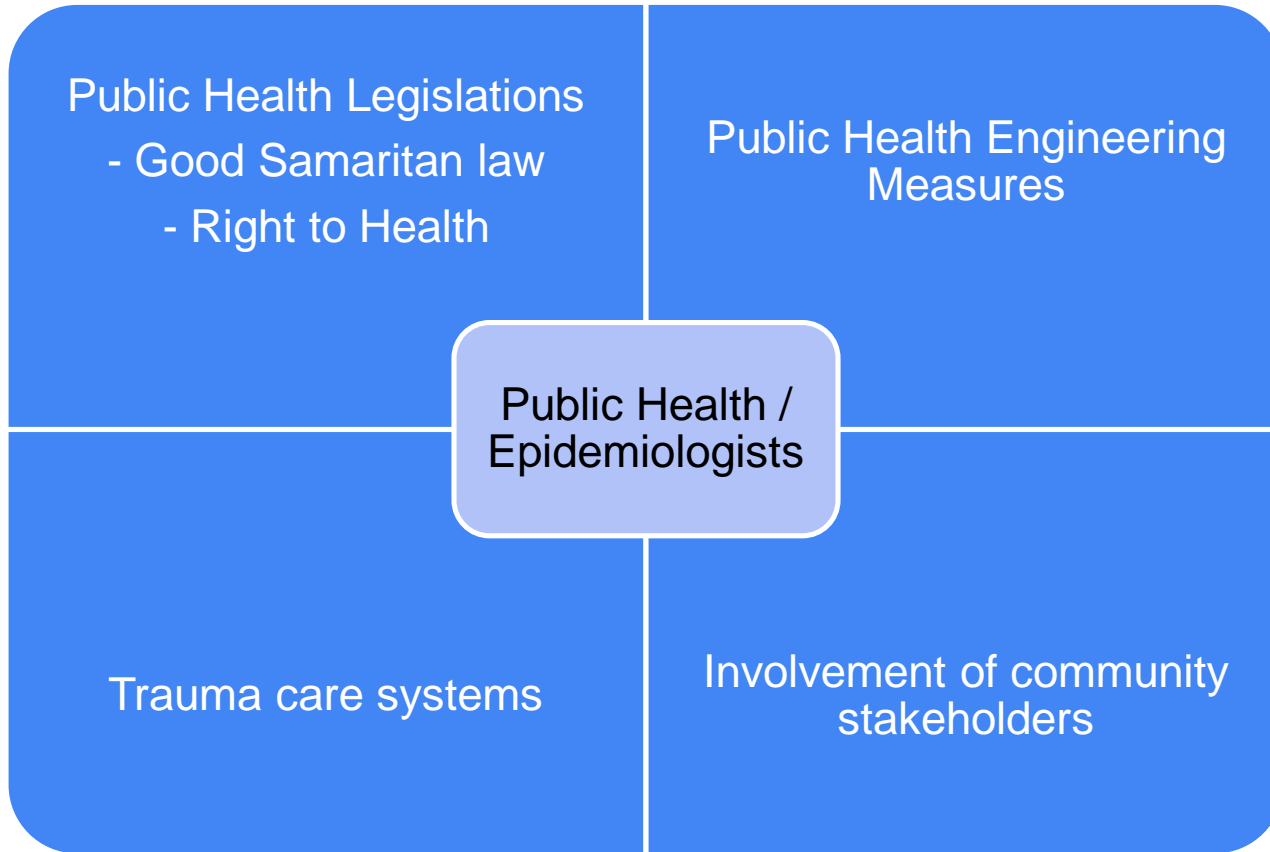 Public Health Legislations
- Good Samaritan law
- Right to Health
Public Health Engineering
Measures
Public Health /
Epidemiologists
Trauma care systems
Involvement of community
stakeholders